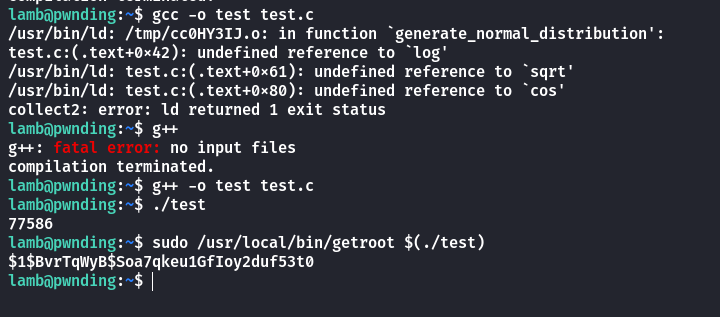 compilation terminated.
lamb@pwnding:~$ gcc -o test test.c
/usr/bin/ld: /tmp/cc0HY3IJ.o: in function `generate_normal_distribution':
test.c:(.text+0×42): undefined reference to `log'
/usr/bin/ld: test.c:(.text+0×61): undefined reference to `sqrt'
/usr/bin/ld: test.c:(.text+0×80): undefined reference to `cos'
collect2: error: ld returned 1 exit status
lamb@pwnding:~$ g++
g++: fatal error: no input files
compilation terminated.
lamb@pwnding:~$ g++ -o test test.c
lamb@pwnding:~$ ./test
77586
lamb@pwnding:~$ sudo /usr/local/bin/getroot $(./test)
$1$BvrTqWyB$Soa7qkeu1GfIoy2duf53t0
lamb@pwnding:~$